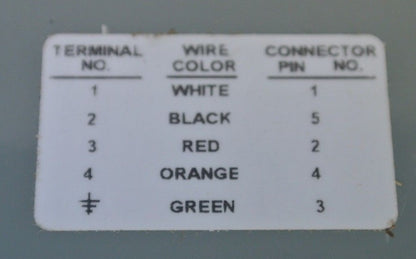 TERMINAL WIRE CONNECTOR
NO. COLOR PIN NO.
1 WHITE 1
2 BLACK 5
3 RED 2
4 ORANGE 4
⏚ GREEN 3